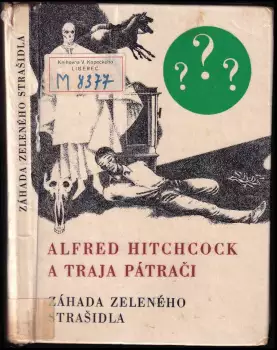 ZÁHADA ZELENÉHO STRAŠIDLA
Knihovna V. Kopeckého
LIBEREC
M 8377
? ? ?
ALFRED HITCHCOCK
A TRAJA PÁTRAČI
ZÁHADA ZELENÉHO
STRAŠIDLA